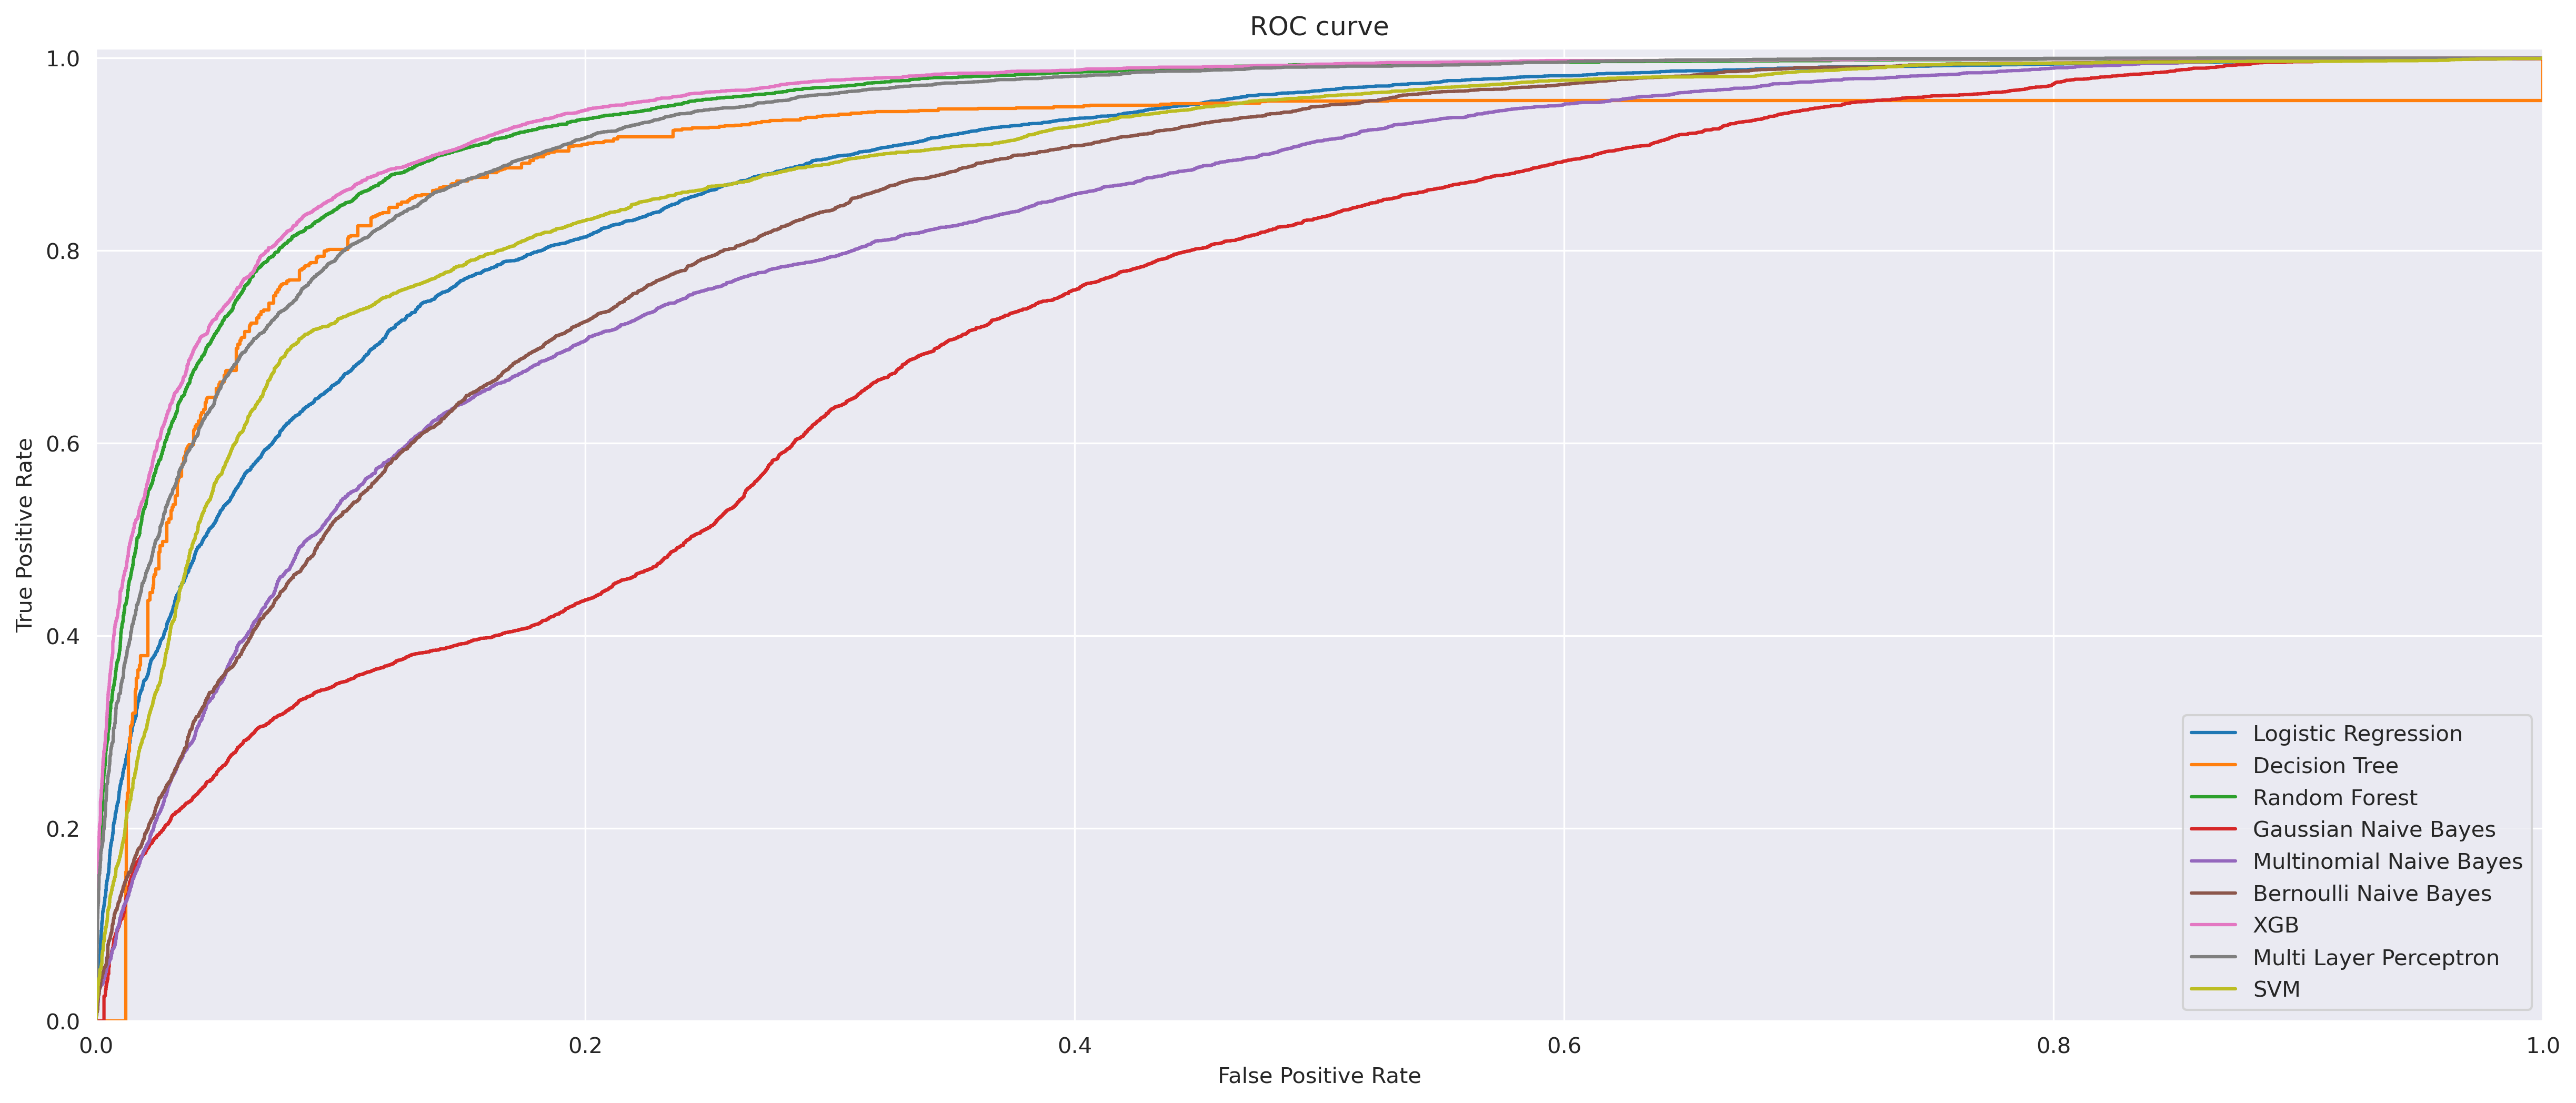 ROC curve
1.0
0.8
0.6
0.4
0.2
0.0
True Positive Rate
0.0 0.2 0.4 0.6 0.8 1.0
False Positive Rate
Logistic Regression
Decision Tree
Random Forest
Gaussian Naive Bayes
Multinomial Naive Bayes
Bernoulli Naive Bayes
XGB
Multi Layer Perceptron
SVM